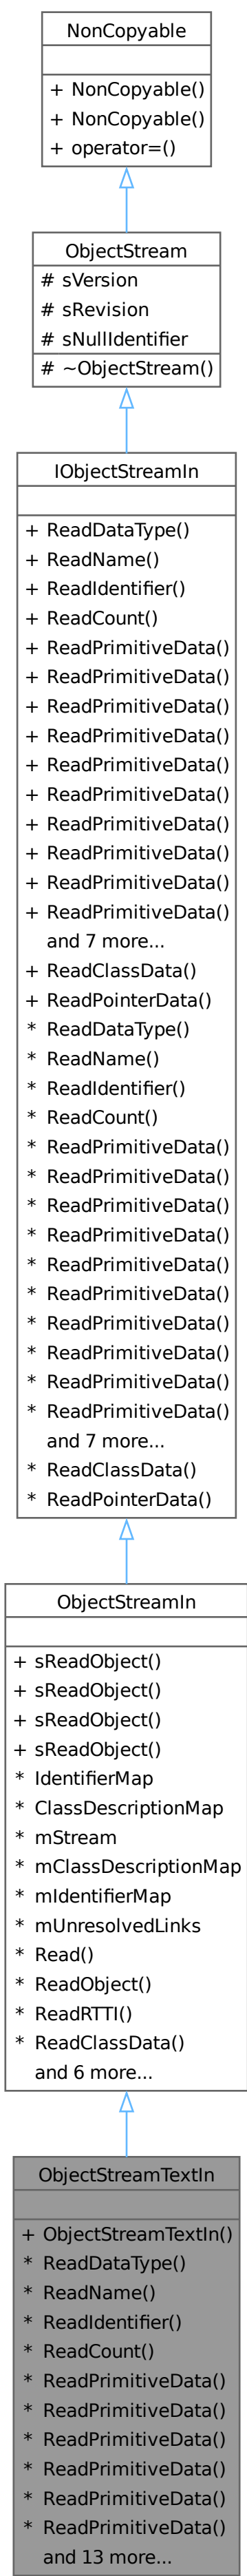 NonCopyable
+ NonCopyable()
+ NonCopyable()
+ operator=()
ObjectStream
# sVersion
# sRevision
# sNullIdentifier
# ~ObjectStream()
IObjectStreamIn
+ ReadDataType()
+ ReadName()
+ ReadIdentifier()
+ ReadCount()
+ ReadPrimitiveData()
+ ReadPrimitiveData()
+ ReadPrimitiveData()
+ ReadPrimitiveData()
+ ReadPrimitiveData()
+ ReadPrimitiveData()
+ ReadPrimitiveData()
+ ReadPrimitiveData()
+ ReadPrimitiveData()
+ ReadPrimitiveData()
and 7 more...
+ ReadClassData()
+ ReadPointerData()
* ReadDataType()
* ReadName()
* ReadIdentifier()
* ReadCount()
* ReadPrimitiveData()
* ReadPrimitiveData()
* ReadPrimitiveData()
* ReadPrimitiveData()
* ReadPrimitiveData()
* ReadPrimitiveData()
* ReadPrimitiveData()
* ReadPrimitiveData()
* ReadPrimitiveData()
* ReadPrimitiveData()
and 7 more...
* ReadClassData()
* ReadPointerData()
ObjectStreamIn
+ sReadObject()
+ sReadObject()
+ sReadObject()
+ sReadObject()
* IdentifierMap
* ClassDescriptionMap
* mStream
* mClassDescriptionMap
* mIdentifierMap
* mUnresolvedLinks
* Read()
* ReadObject()
* ReadRTTI()
* ReadClassData()
and 6 more...
ObjectStreamTextIn
+ ObjectStreamTextIn()
* ReadDataType()
* ReadName()
* ReadIdentifier()
* ReadCount()
* ReadPrimitiveData()
* ReadPrimitiveData()
* ReadPrimitiveData()
* ReadPrimitiveData()
* ReadPrimitiveData()
* ReadPrimitiveData()
and 13 more...